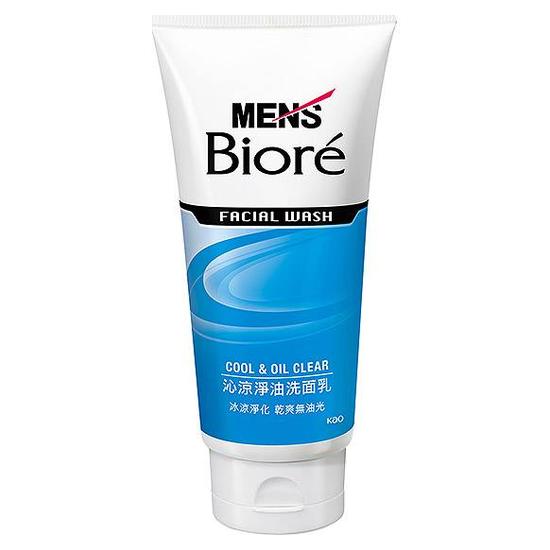 MEN'S
Bioré
FACIAL WASH
COOL & OIL CLEAR
沁涼淨油洗面乳
冰涼淨化 乾爽無油光
Kao